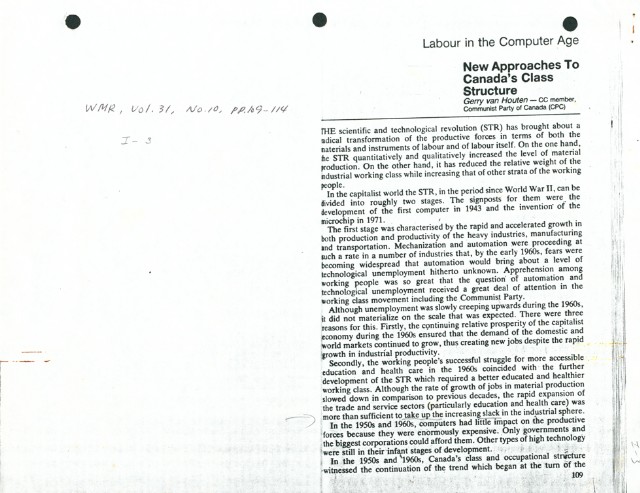 WMR, Vol. 31, No. 10, pp. 109-114
I - 3
Labour in the Computer Age
New Approaches To
Canada's Class
Structure
Gerry van Houten — CC member,
Communist Party of Canada (CPC)
THE scientific and technological revolution (STR) has brought about a
adical transformation of the productive forces in terms of both the
materials and instruments of labour and of labour itself. On the one hand,
he STR quantitatively and qualitatively increased the level of material
production. On the other hand, it has reduced the relative weight of the
industrial working class while increasing that of other strata of the working
people.
In the capitalist world the STR, in the period since World War II, can be
divided into roughly two stages. The signposts for them were the
development of the first computer in 1943 and the invention of the
microchip in 1971.
The first stage was characterised by the rapid and accelerated growth in
both production and productivity of the heavy industries, manufacturing
and transportation. Mechanization and automation were proceeding at
such a rate in a number of industries that, by the early 1960s, fears were
becoming widespread that automation would bring about a level of
technological unemployment hitherto unknown. Apprehension among
working people was so great that the question of automation and
technological unemployment received a great deal of attention in the
working class movement including the Communist Party.
Although unemployment was slowly creeping upwards during the 1960s,
it did not materialize on the scale that was expected. There were three
reasons for this. Firstly, the continuing relative prosperity of the capitalist
economy during the 1960s ensured that the demand of the domestic and
world markets continued to grow, thus creating new jobs despite the rapid
growth in industrial productivity.
Secondly, the working people's successful struggle for more accessible
education and health care in the 1960s coincided with the further
development of the STR which required a better educated and healthier
working class. Although the rate of growth of jobs in material production
slowed down in comparison to previous decades, the rapid expansion of
the trade and service sectors (particularly education and health care) was
more than sufficient to take up the increasing slack in the industrial sphere.
In the 1950s and 1960s, computers had little impact on the productive
forces because they were enormously expensive. Only governments and
the biggest corporations could afford them. Other types of high technology
were still in their infant stages of development.
In the 1950s and 1960s, Canada's class and occupational structure
witnessed the continuation of the trend which began at the turn of the
109